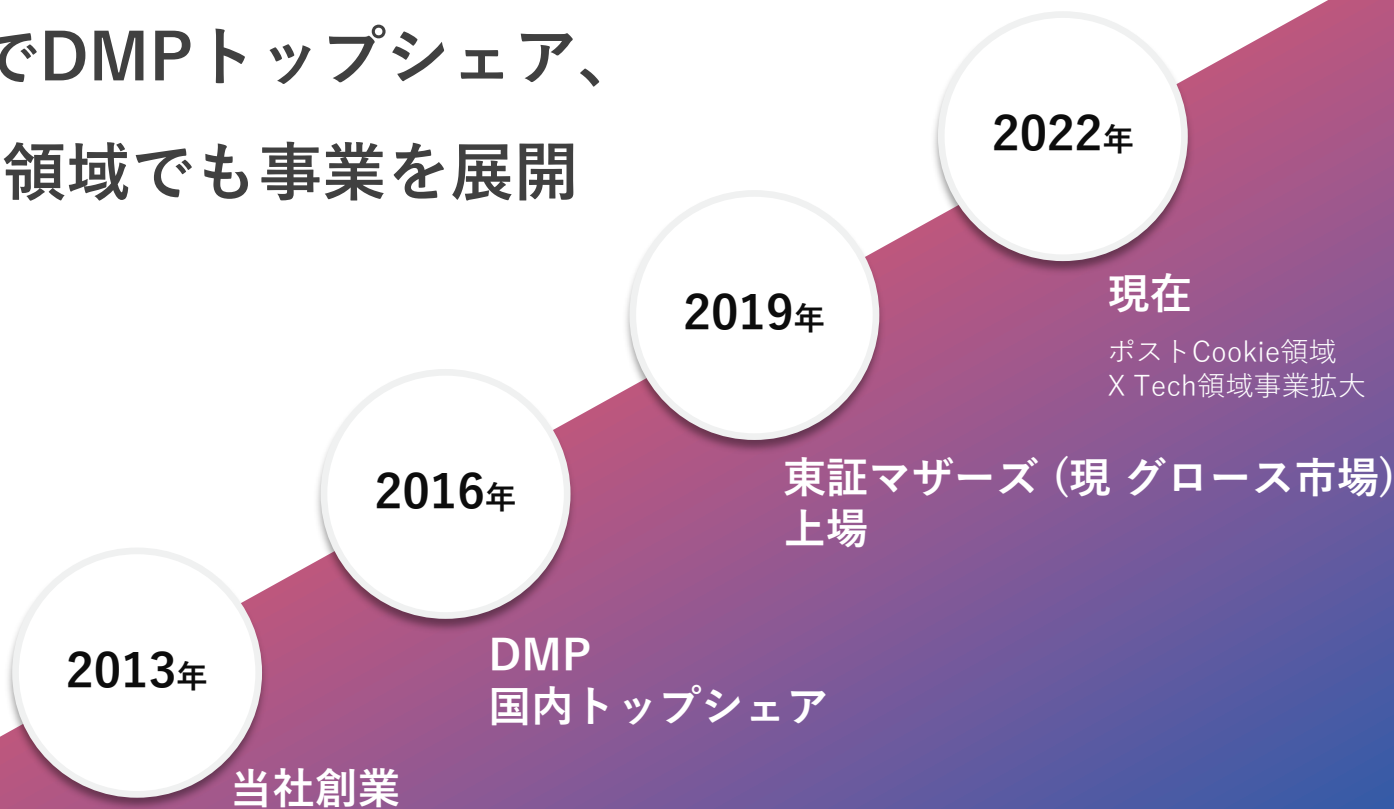 でDMPトップシェア、
領域でも事業を展開
2022年
現在
ポストCookie領域
X Tech領域事業拡大
2019年
東証マザーズ (現 グロース市場)
上場
2016年
DMP
国内トップシェア
2013年
当社創業